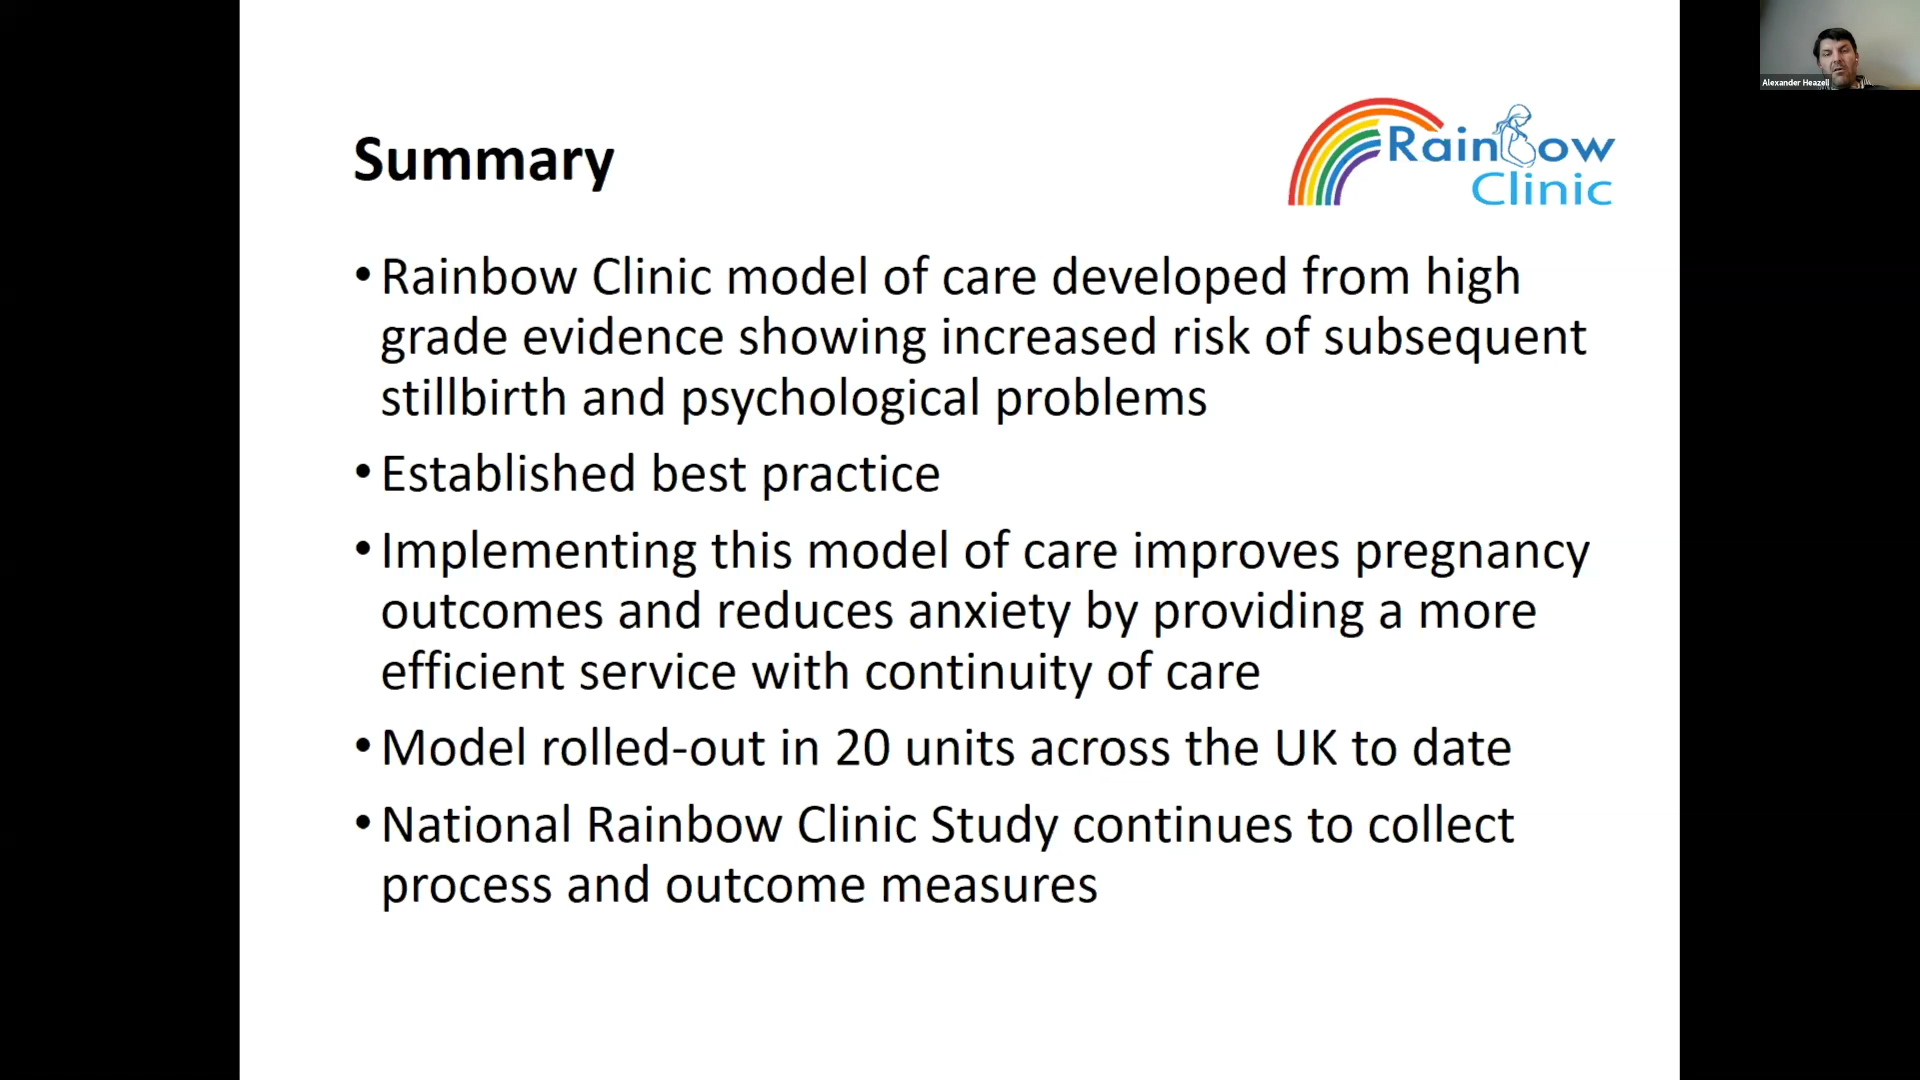 Alexander Heazell
Rainbow
Clinic
Summary
• Rainbow Clinic model of care developed from high
grade evidence showing increased risk of subsequent
stillbirth and psychological problems
• Established best practice
• Implementing this model of care improves pregnancy
outcomes and reduces anxiety by providing a more
efficient service with continuity of care
• Model rolled-out in 20 units across the UK to date
• National Rainbow Clinic Study continues to collect
process and outcome measures